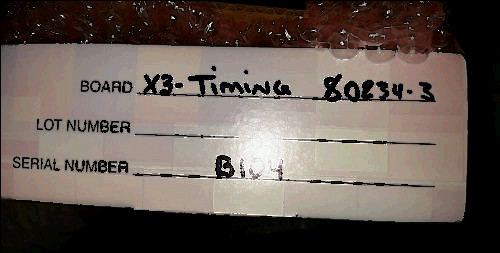 BOARD X3-Timing 80234-3
LOT NUMBER
SERIAL NUMBER B104